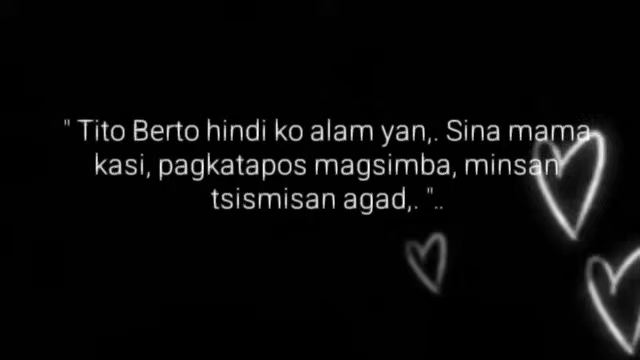 " Tito Berto hindi ko alam yan,. Sina mama
kasi, pagkatapos magsimba, minsan
tsismisan agad,. "..